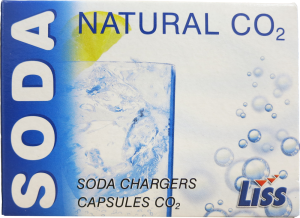 SODA
NATURAL CO₂
SODA CHARGERS
CAPSULES CO₂
Liss